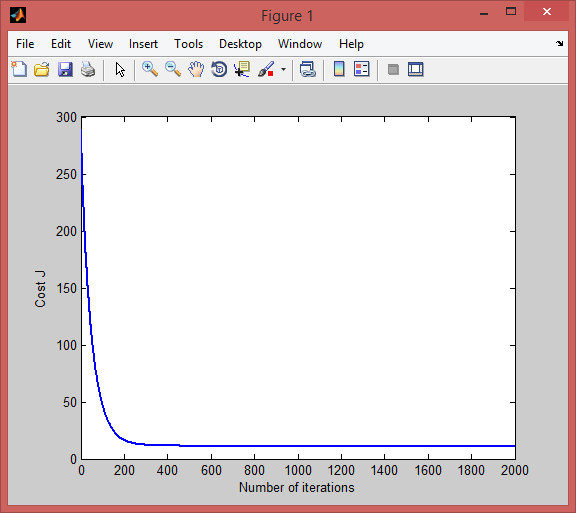 Figure 1
File Edit View Insert Tools Desktop Window Help
300
250
200
150
100
50
0
Cost J
0 200 400 600 800 1000 1200 1400 1600 1800 2000
Number of iterations